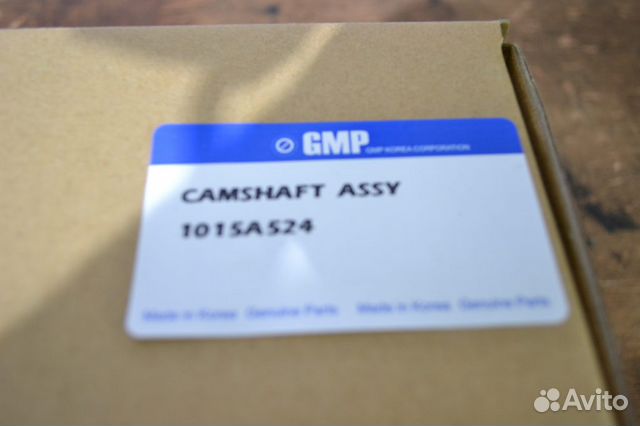 GMP GMP KOREA CORPORATION
CAMSHAFT ASSY
1015A524
Made in Korea Genuine Parts Made in Korea Genuine Parts
Avito